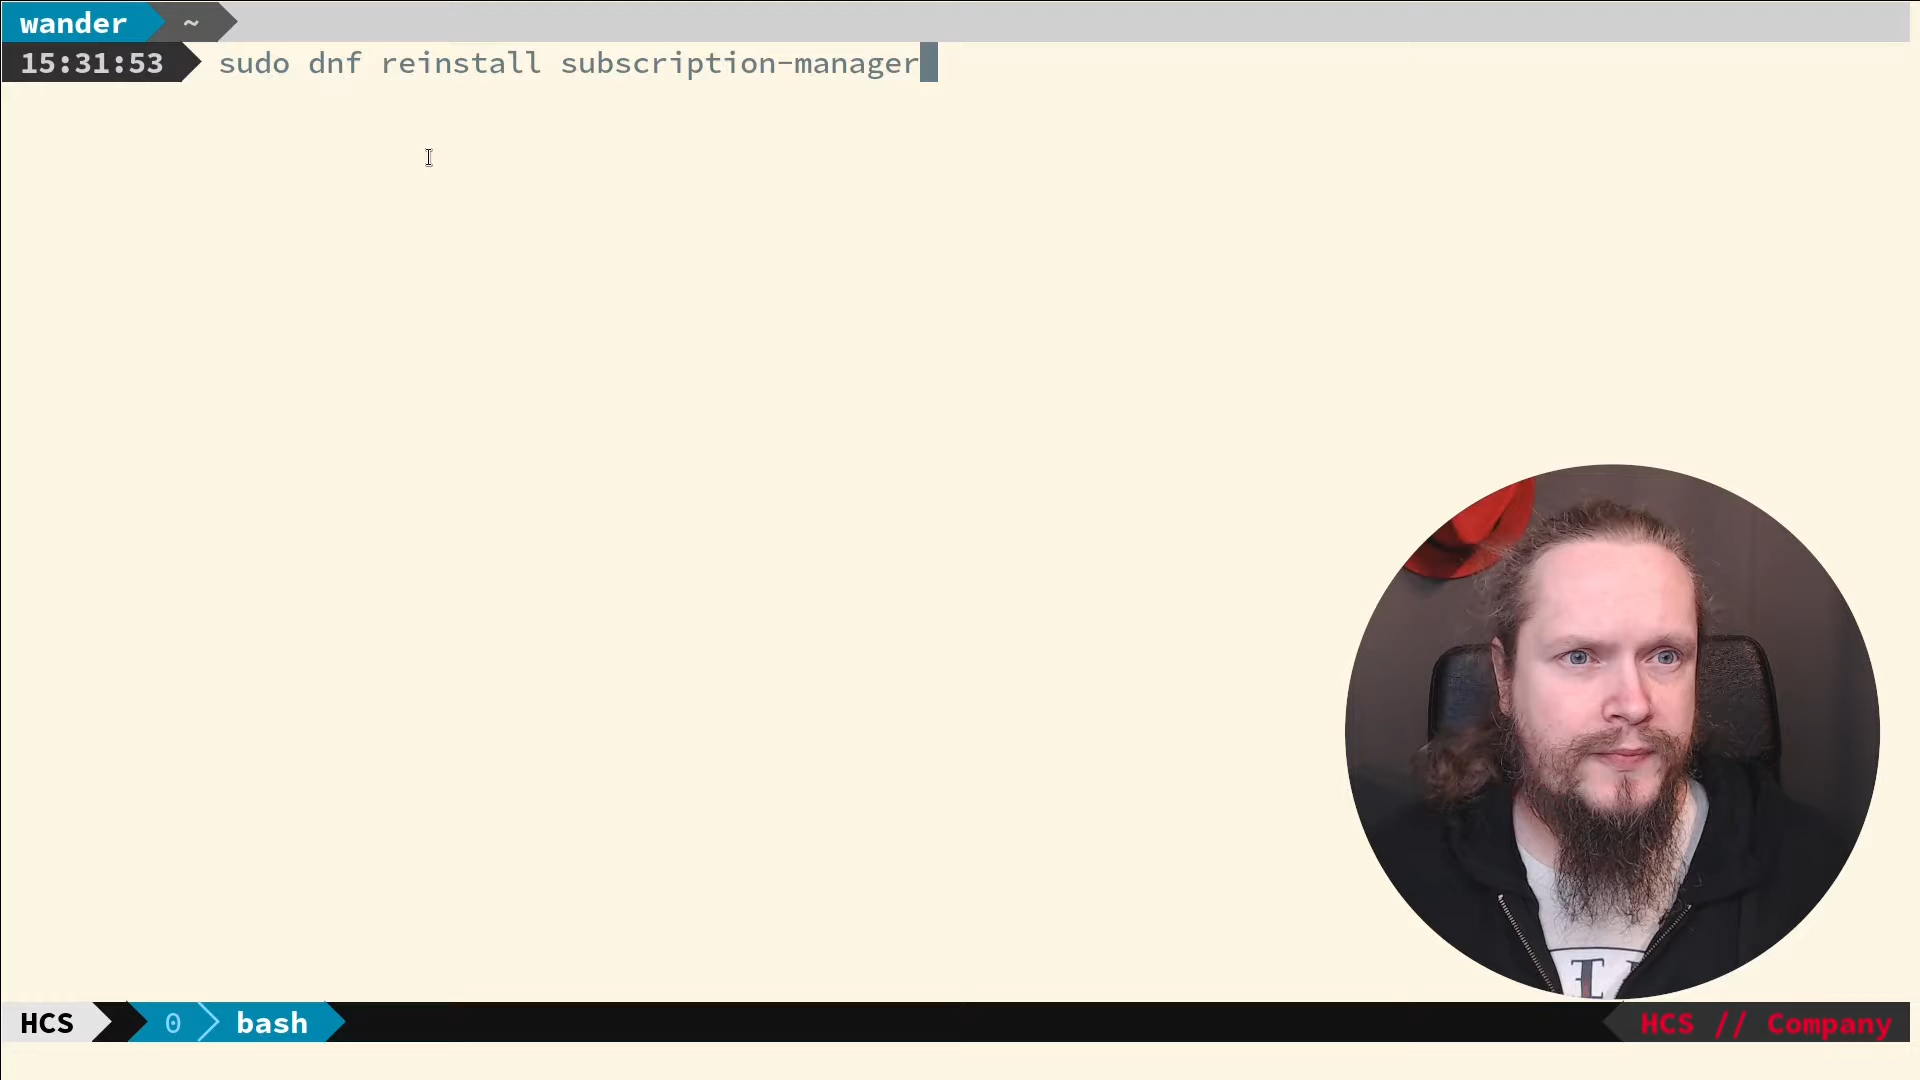 wander ~
15:31:53 sudo dnf reinstall subscription-manager
HCS 0 bash HCS // Company